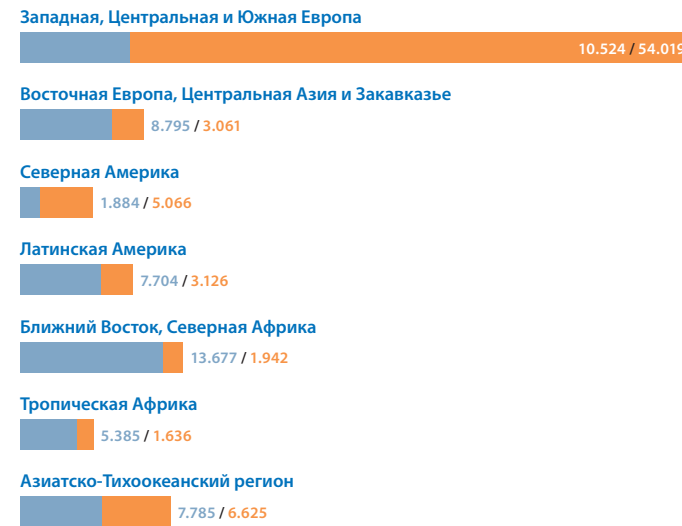 Западная, Центральная и Южная Европа
10.524 / 54.019
Восточная Европа, Центральная Азия и Закавказье
8.795 / 3.061
Северная Америка
1.884 / 5.066
Латинская Америка
7.704 / 3.126
Ближний Восток, Северная Африка
13.677 / 1.942
Тропическая Африка
5.385 / 1.636
Азиатско-Тихоокеанский регион
7.785 / 6.625